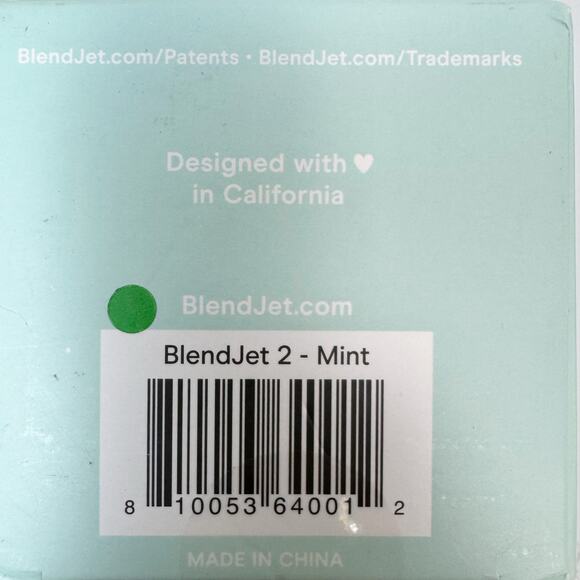 BlendJet.com/Patents • BlendJet.com/Trademarks
Designed with ♥
in California
BlendJet.com
BlendJet 2 - Mint
8 10053 64001 2
MADE IN CHINA